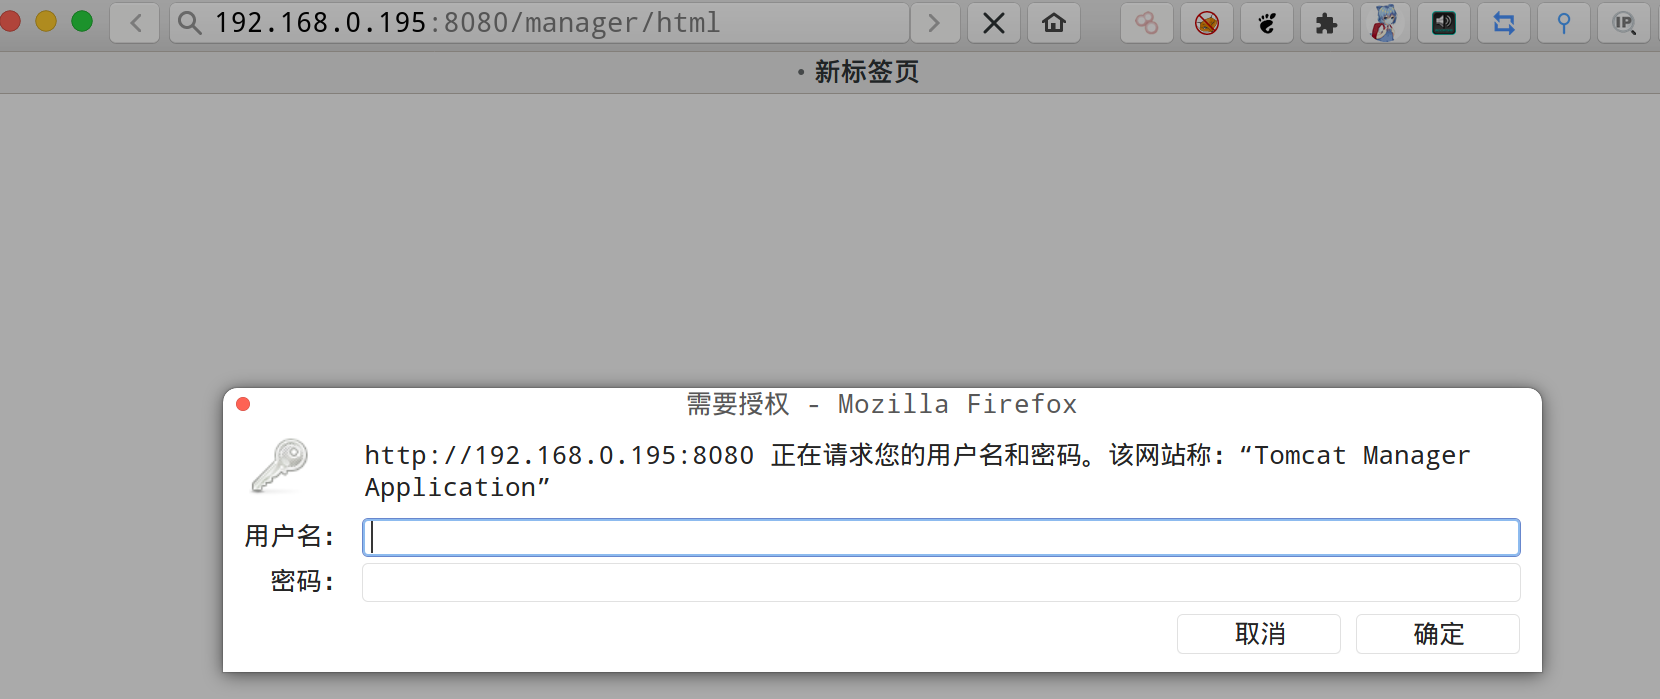 192.168.0.195:8080/manager/html
IP
• 新标签页
需要授权 - Mozilla Firefox
http://192.168.0.195:8080 正在请求您的用户名和密码。该网站称：“Tomcat Manager
Application”
用户名：
密码：
取消 确定